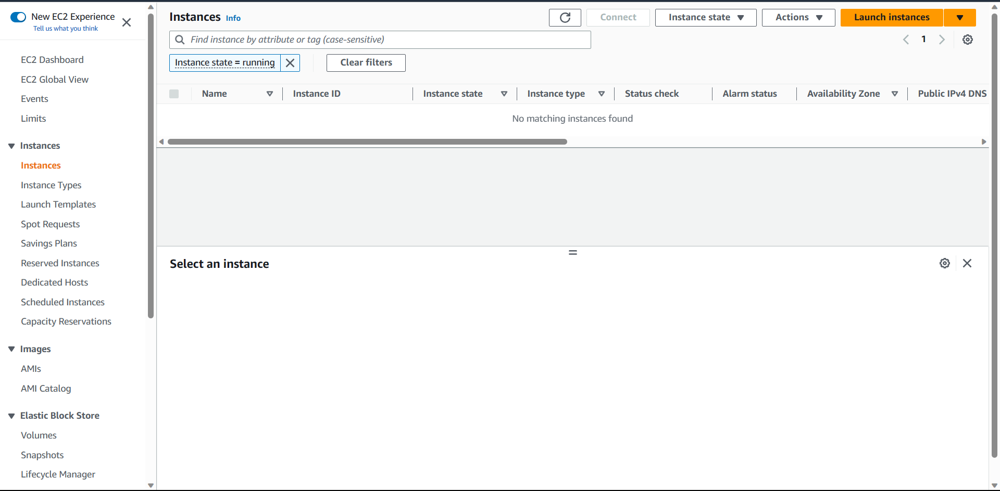 New EC2 Experience
Tell us what you think
EC2 Dashboard
EC2 Global View
Events
Limits
Instances
Instances
Instance Types
Launch Templates
Spot Requests
Savings Plans
Reserved Instances
Dedicated Hosts
Scheduled Instances
Capacity Reservations
Images
AMIs
AMI Catalog
Elastic Block Store
Volumes
Snapshots
Lifecycle Manager
Instances Info
Connect
Instance state
Actions
Launch instances
Find instance by attribute or tag (case-sensitive)
1
Instance state = running
Clear filters
Name
Instance ID
Instance state
Instance type
Status check
Alarm status
Availability Zone
Public IPv4 DNS
No matching instances found
Select an instance